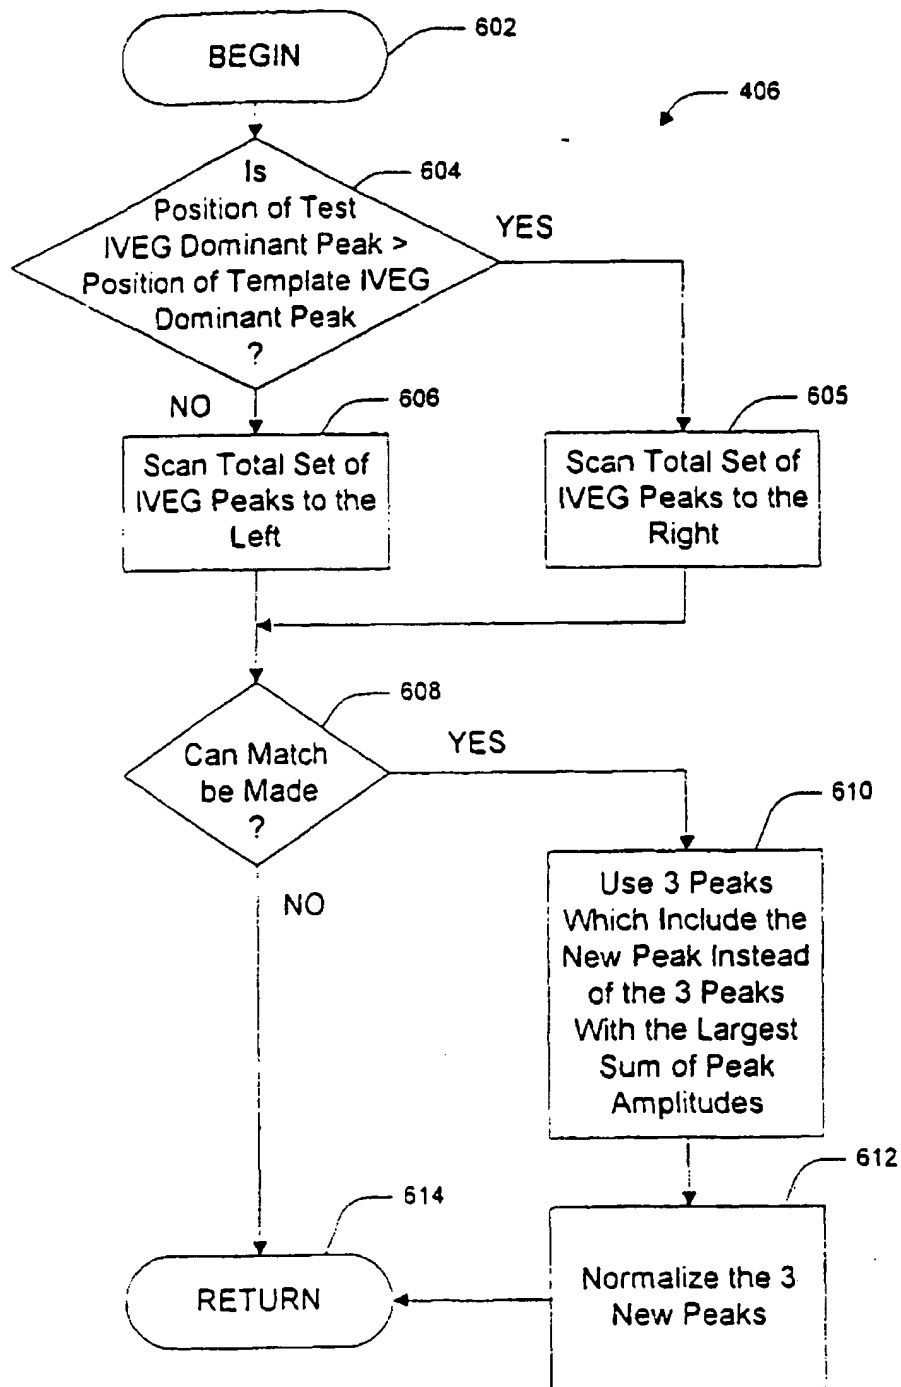 602
BEGIN
406
604
Is
Position of Test
IVEG Dominant Peak >
Position of Template IVEG
Dominant Peak
?
YES
NO
606
605
Scan Total Set of
IVEG Peaks to the
Left
Scan Total Set of
IVEG Peaks to the
Right
608
Can Match
be Made
?
YES
NO
610
Use 3 Peaks
Which Include the
New Peak Instead
of the 3 Peaks
With the Largest
Sum of Peak
Amplitudes
612
614
RETURN
Normalize the 3
New Peaks